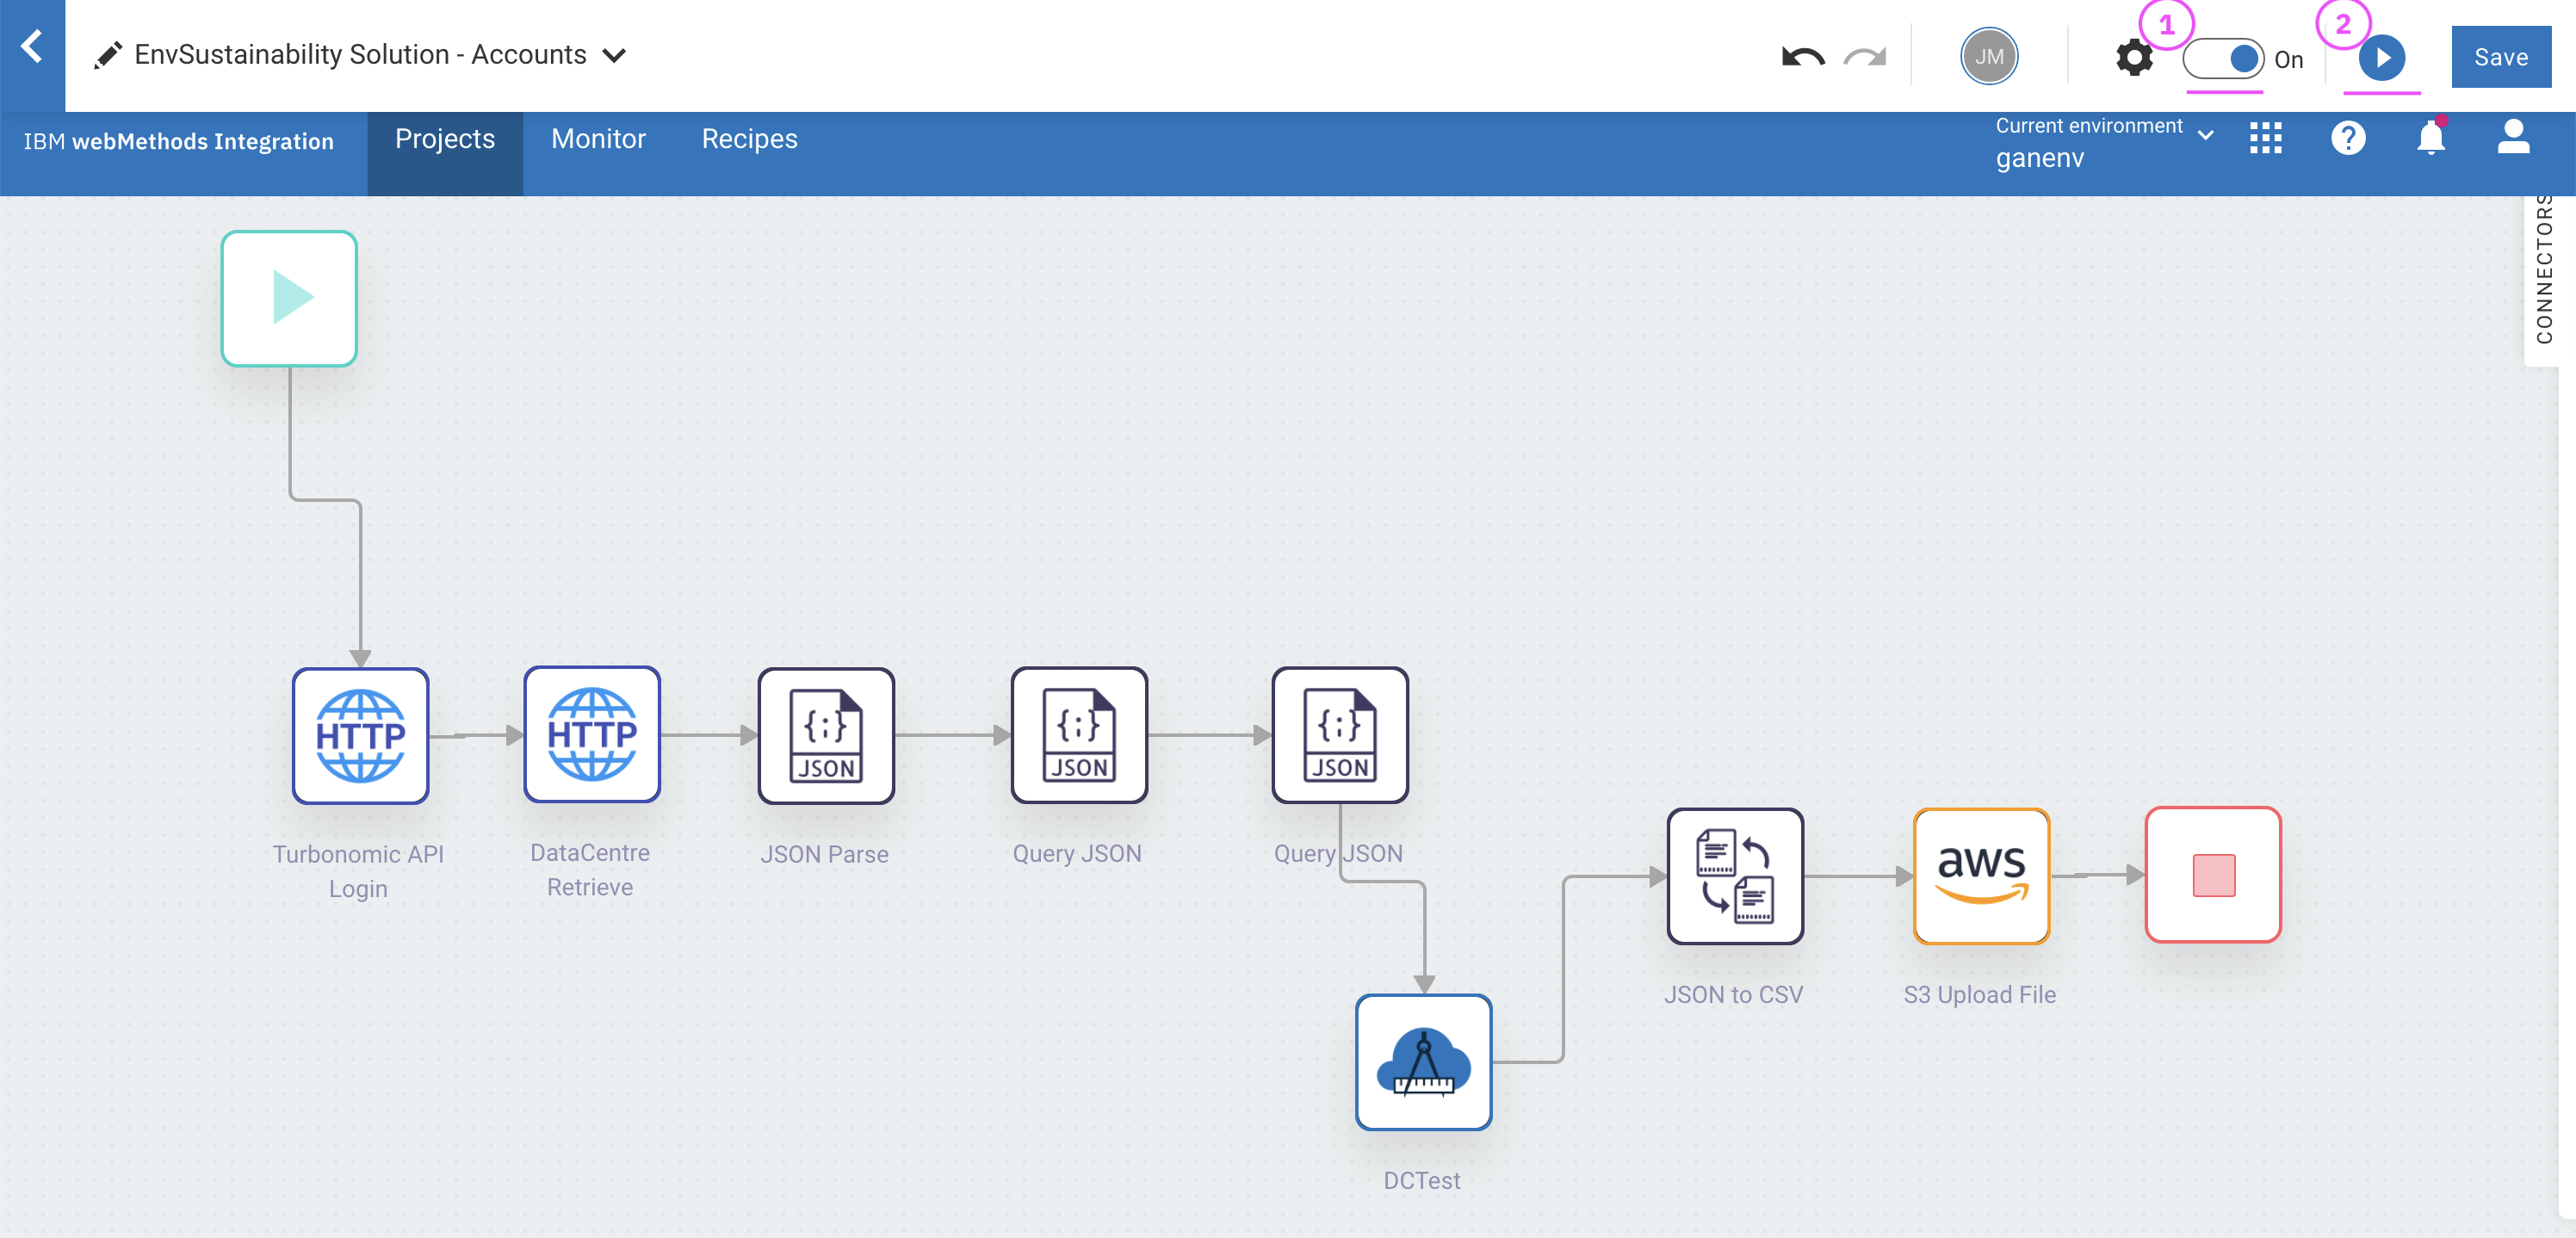 EnvSustainability Solution - Accounts
JM
1
On
2
Save
IBM webMethods Integration
Projects
Monitor
Recipes
Current environment
ganenv
?
CONNECTORS
HTTP
HTTP
{;}
JSON
{;}
JSON
{;}
JSON
Turbonomic API
Login
DataCentre
Retrieve
JSON Parse
Query JSON
Query JSON
aws
JSON to CSV
S3 Upload File
DCTest